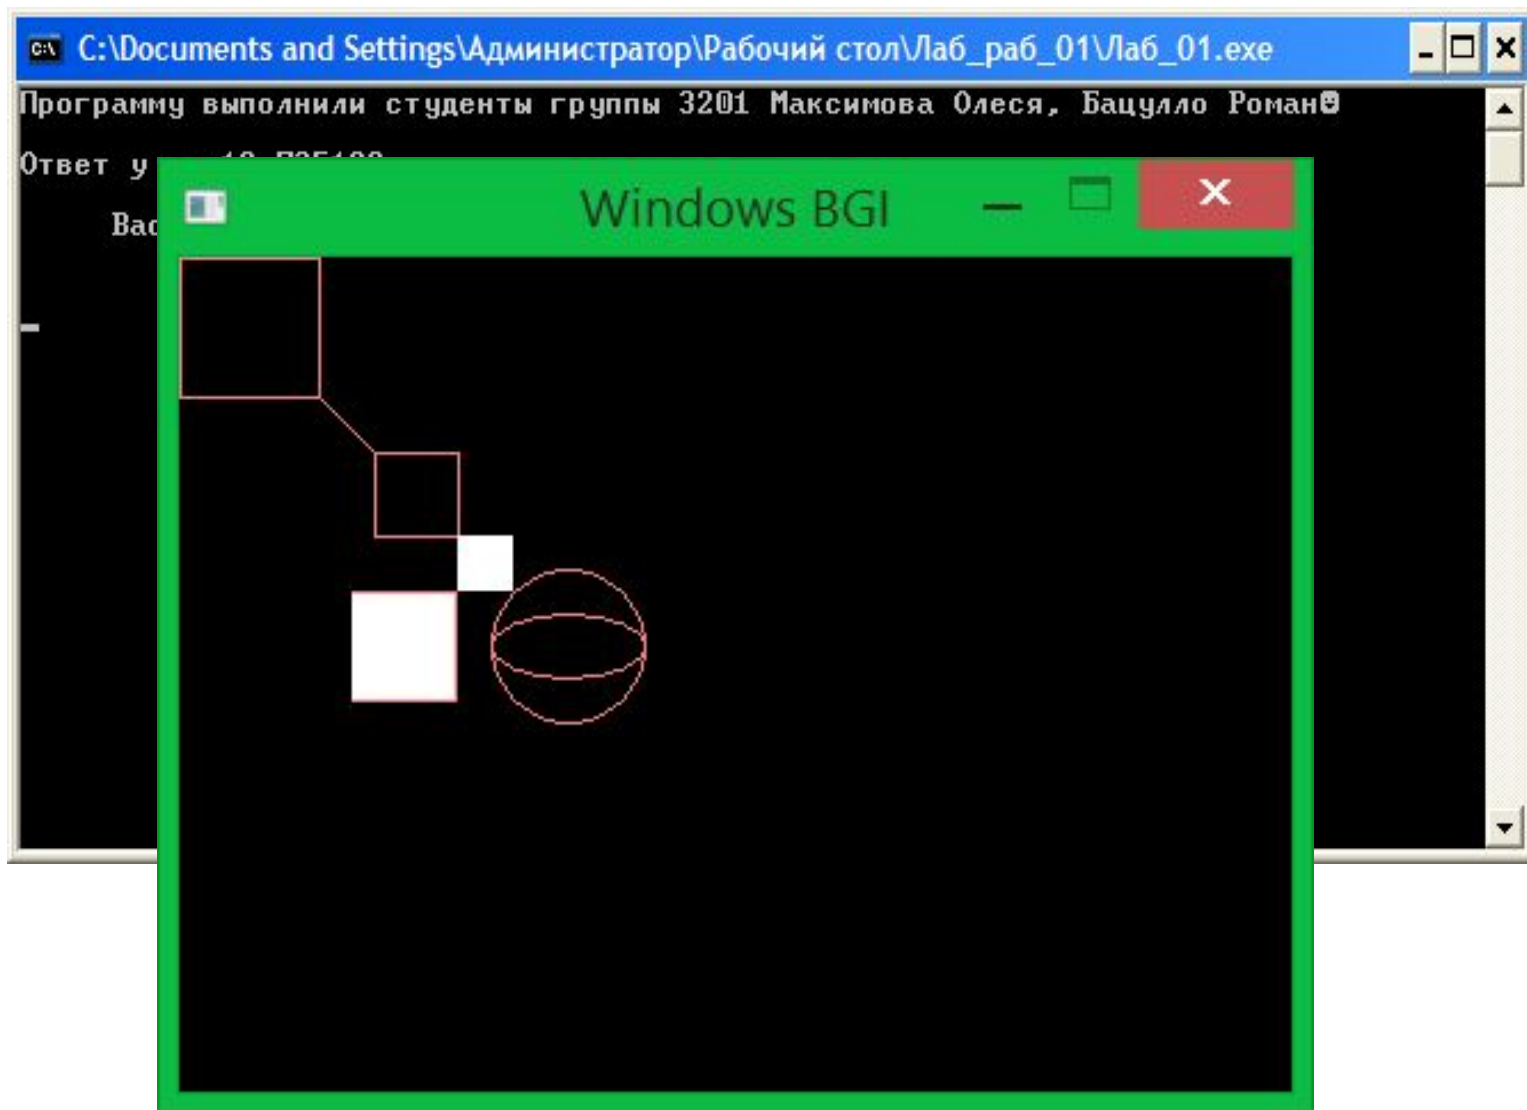 C:\Documents and Settings\Администратор\Рабочий стол\Лаб_раб_01\Лаб_01.exe
Программу выполнили студенты группы 3201 Максимова Олеся, Бацулло Роман
Ответ у
Windows BGI